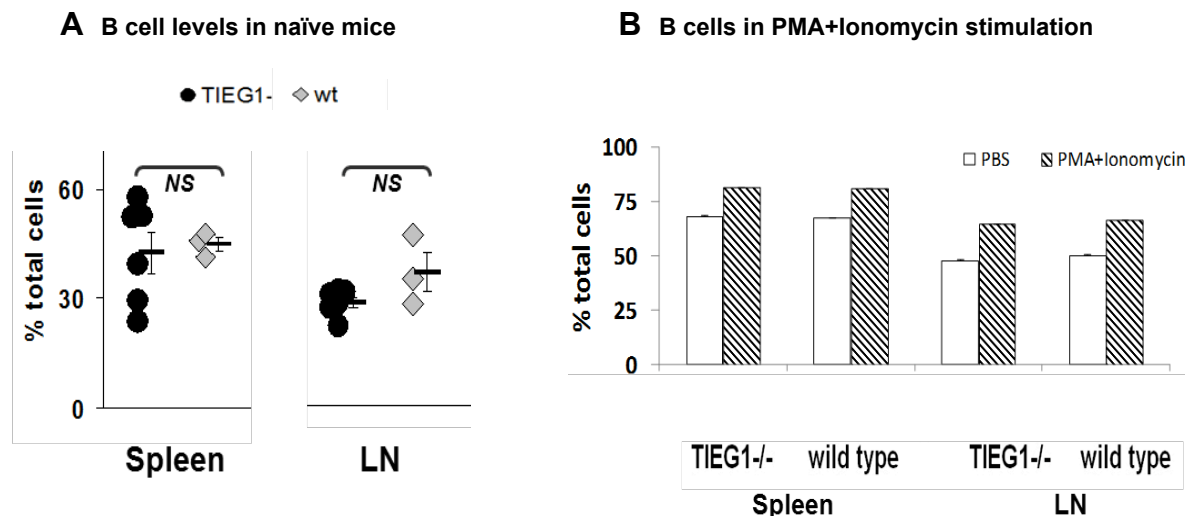 A B cell levels in naïve mice
TIEG1-
wt
NS
NS
% total cells
60
30
0
Spleen
LN
B B cells in PMA+Ionomycin stimulation
PBS
PMA+Ionomycin
% total cells
100
75
50
25
0
TIEG1-/- wild type TIEG1-/- wild type
Spleen LN